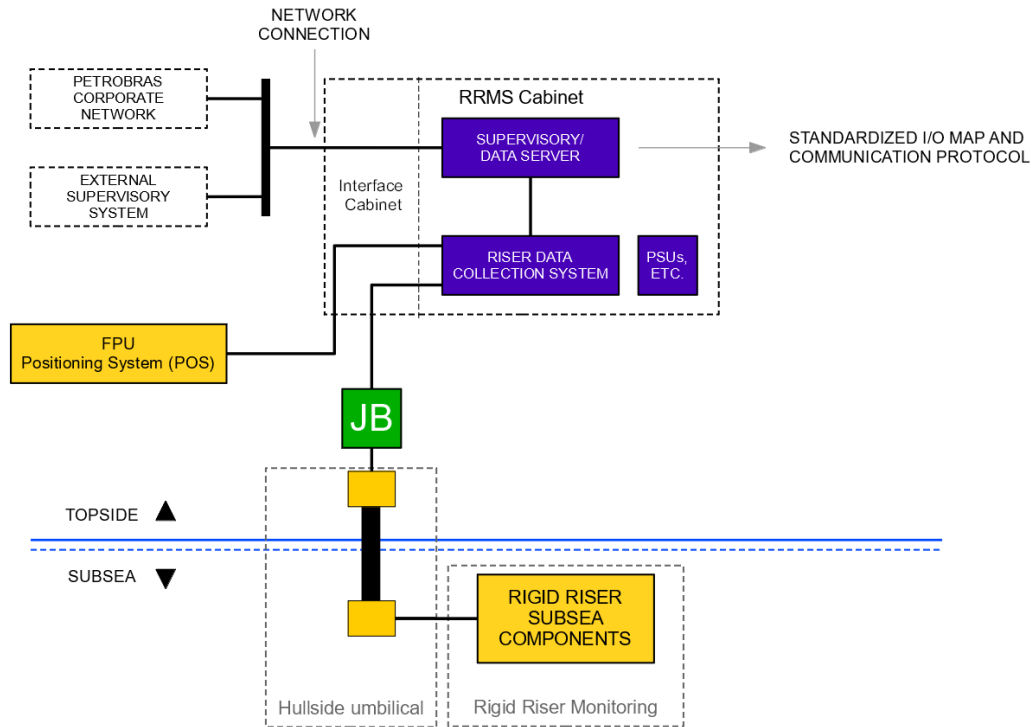 NETWORK
CONNECTION
PETROBRAS
CORPORATE
NETWORK
RRMS Cabinet
SUPERVISORY/
DATA SERVER
STANDARDIZED I/O MAP AND
COMMUNICATION PROTOCOL
EXTERNAL
SUPERVISORY
SYSTEM
Interface
Cabinet
RISER DATA
COLLECTION SYSTEM
PSUs,
ETC.
FPU
Positioning System (POS)
JB
TOPSIDE
SUBSEA
RIGID RISER
SUBSEA
COMPONENTS
Hullside umbilical
Rigid Riser Monitoring